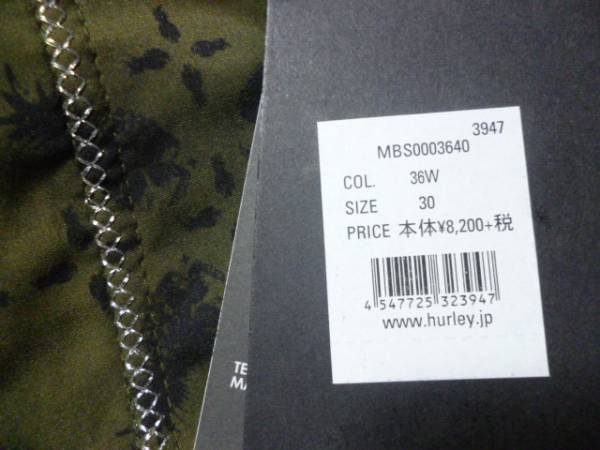 3947
MBS0003640
COL. 36W
SIZE 30
PRICE 本体¥8,200+税
4 547725 323947
www.hurley.jp